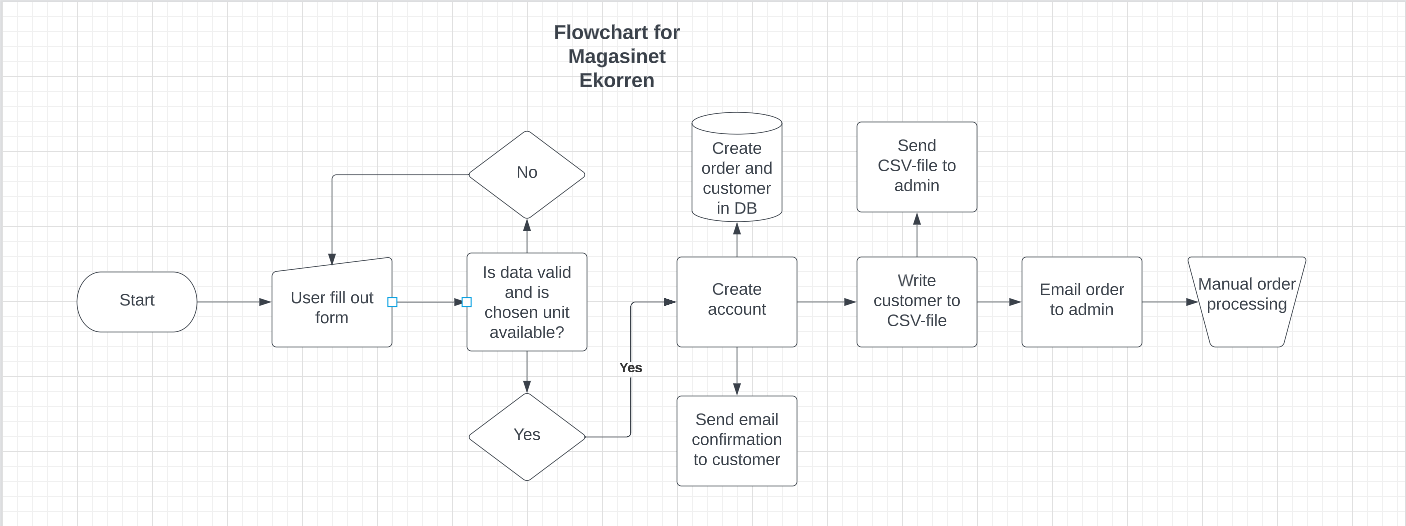 Flowchart for
Magasinet
Ekorren
Start
User fill out
form
No
Is data valid
and is
chosen unit
available?
Yes
Yes
Create
order and
customer
in DB
Create
account
Send email
confirmation
to customer
Send
CSV-file to
admin
Write
customer to
CSV-file
Email order
to admin
Manual order
processing